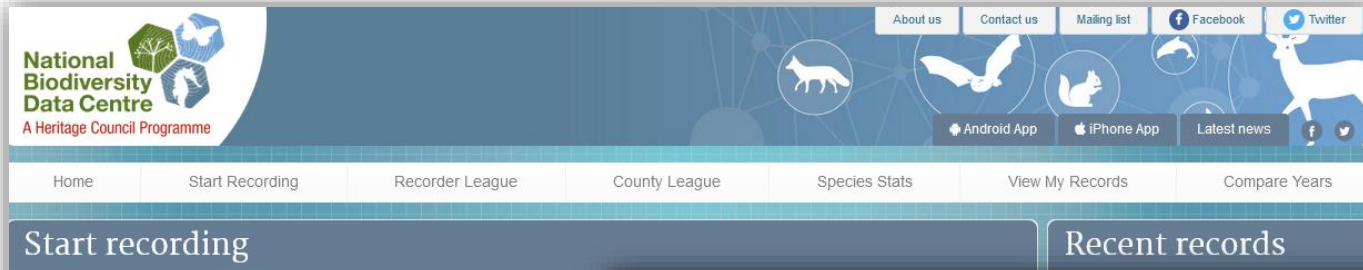 About us Contact us Mailing list Facebook Twitter
National
Biodiversity
Data Centre
A Heritage Council Programme
Android App iPhone App Latest news
Home Start Recording Recorder League County League Species Stats View My Records Compare Years
Start recording Recent records